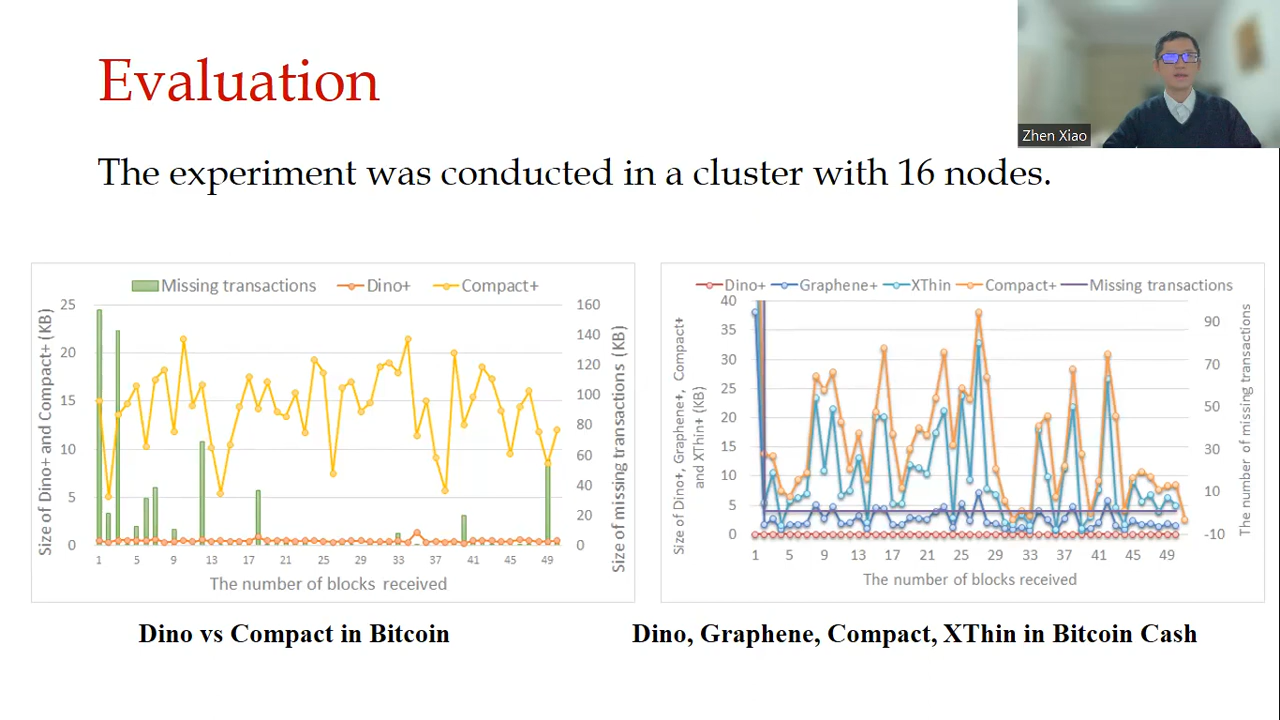 Evaluation
Zhen Xiao
The experiment was conducted in a cluster with 16 nodes.
Missing transactions Dino+ Compact+
Size of Dino+ and Compact+ (KB)
25
20
15
10
5
0
160
140
120
100
80
60
40
20
0
Size of missing transactions (KB)
1 5 9 13 17 21 25 29 33 37 41 45 49
The number of blocks received
Dino+ Graphene+ XThin Compact+ Missing transactions
Size of Dino+, Graphene+, Compact+
and XThin+ (KB)
40
35
30
25
20
15
10
5
0
90
70
50
30
10
-10
The number of missing transactions
1 5 9 13 17 21 25 29 33 37 41 45 49
The number of blocks received
Dino vs Compact in Bitcoin
Dino, Graphene, Compact, XThin in Bitcoin Cash